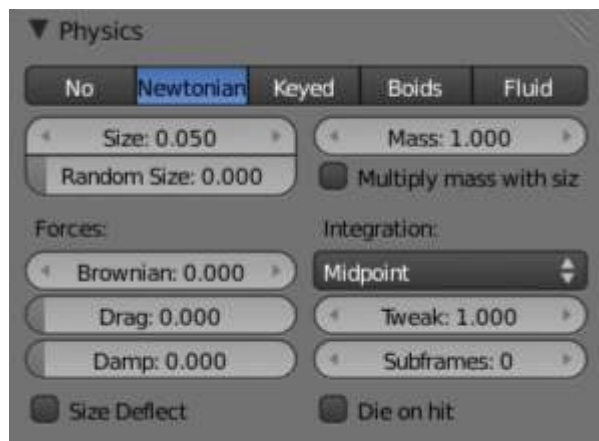 Physics
No Newtonian Keyed Boids Fluid
Size: 0.050 Mass: 1.000
Random Size: 0.000 Multiply mass with siz
Forces: Integration:
Brownian: 0.000 Midpoint
Drag: 0.000 Tweak: 1.000
Damp: 0.000 Subframes: 0
Size Deflect Die on hit